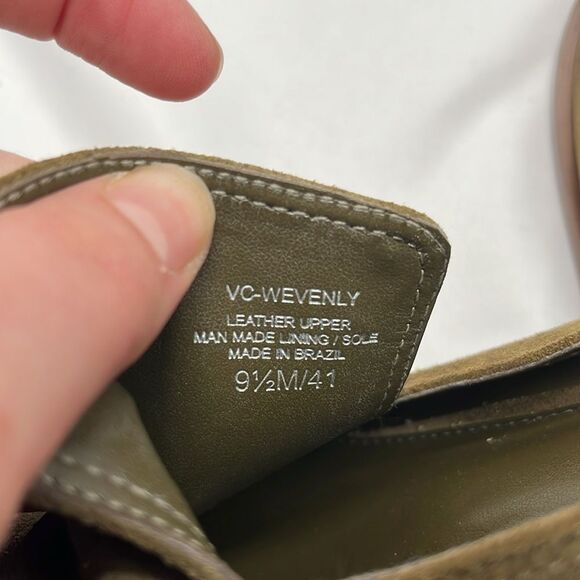 VC-WEVENLY
LEATHER UPPER
MAN MADE LINING / SOLE
MADE IN BRAZIL
9½M/41